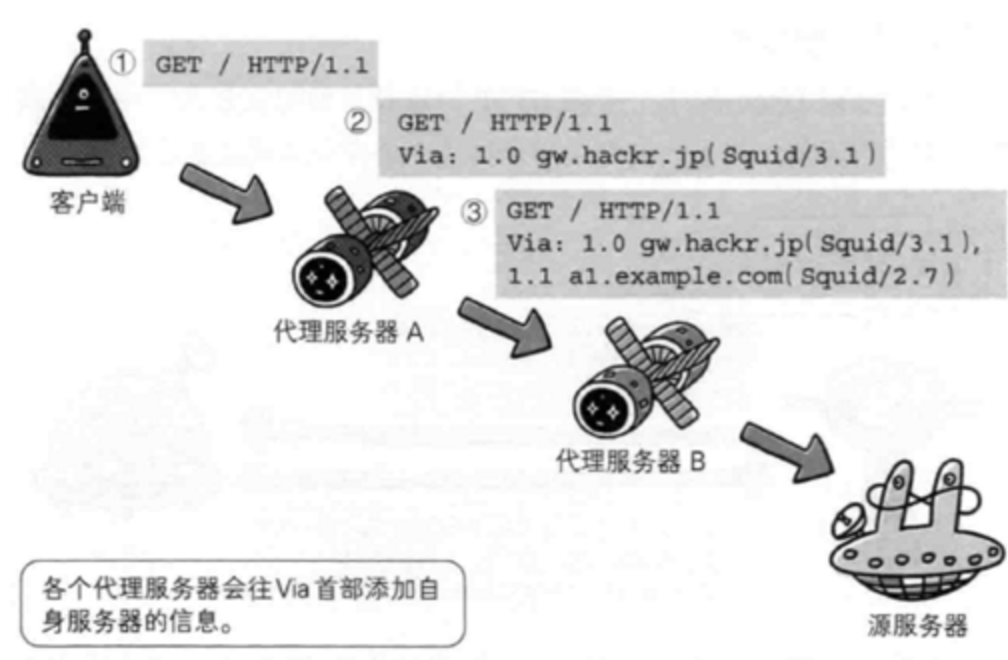 ① GET / HTTP/1.1
② GET / HTTP/1.1
Via: 1.0 gw.hackr.jp(Squid/3.1)
客户端
③ GET / HTTP/1.1
Via: 1.0 gw.hackr.jp(Squid/3.1),
1.1 a1.example.com(Squid/2.7)
代理服务器 A
代理服务器 B
各个代理服务器会往Via首部添加自
身服务器的信息。
源服务器